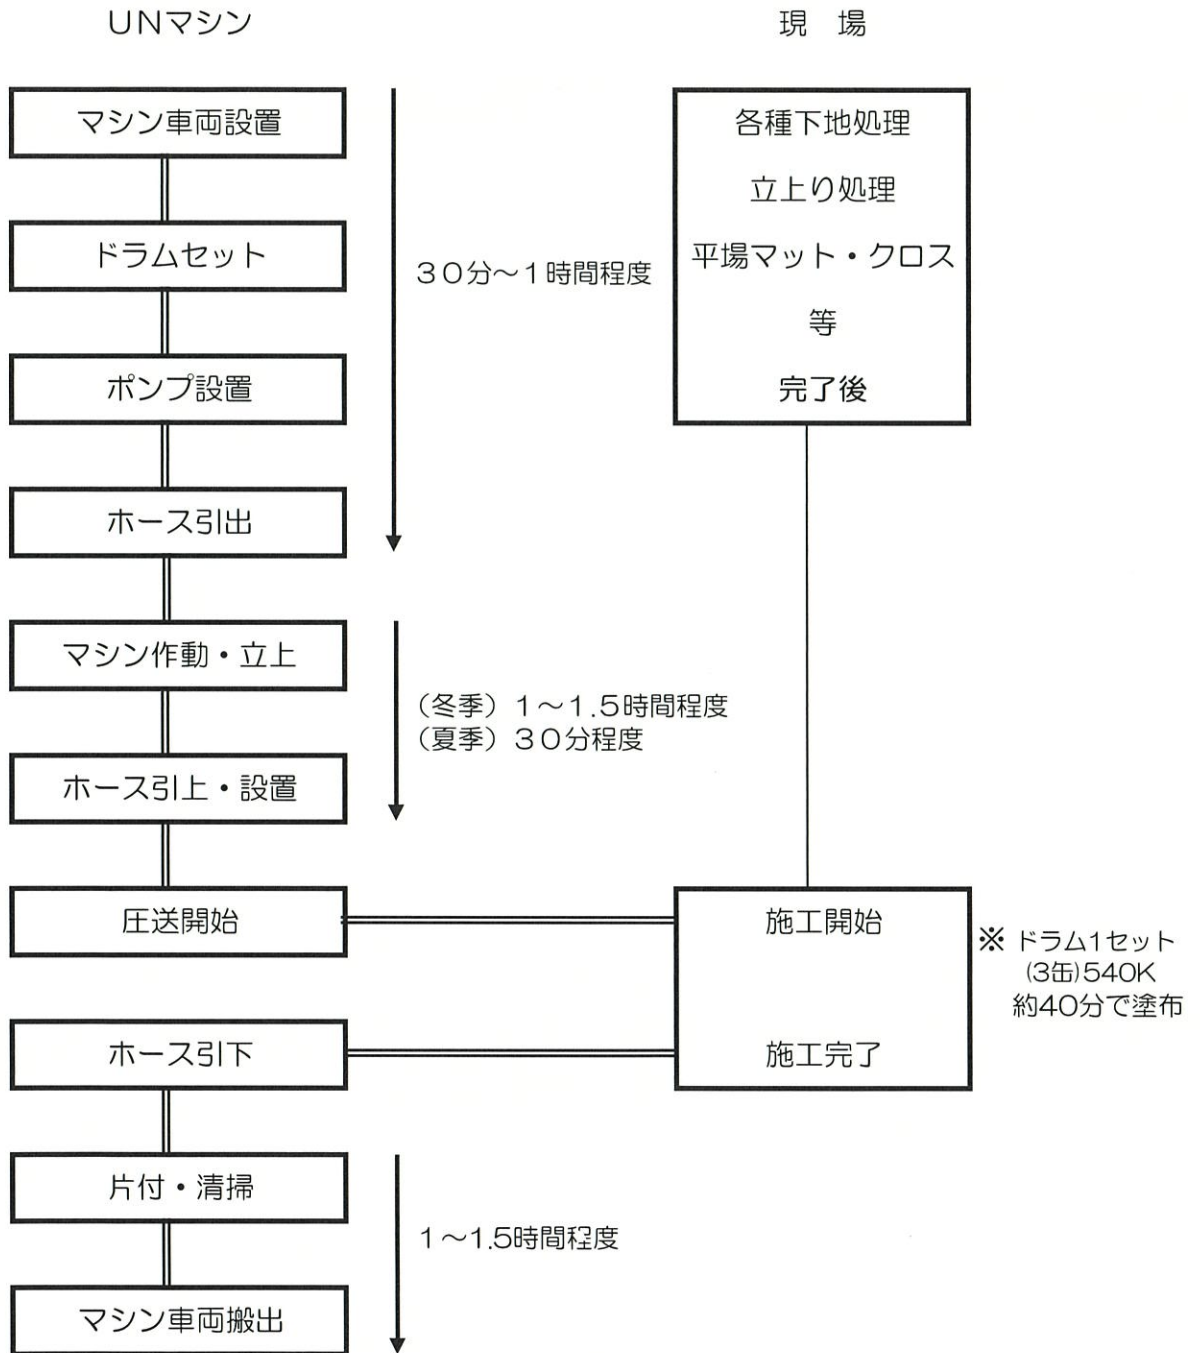 UNマシン
現 場
マシン車両設置
ドラムセット
ポンプ設置
ホース引出
30分～1時間程度
各種下地処理
立上り処理
平場マット・クロス
等
完了後
マシン作動・立上
ホース引上・設置
(冬季) 1～1.5時間程度
(夏季) 30分程度
圧送開始
施工開始
※ ドラム1セット
(3缶)540K
約40分で塗布
ホース引下
施工完了
片付・清掃
マシン車両搬出
1～1.5時間程度